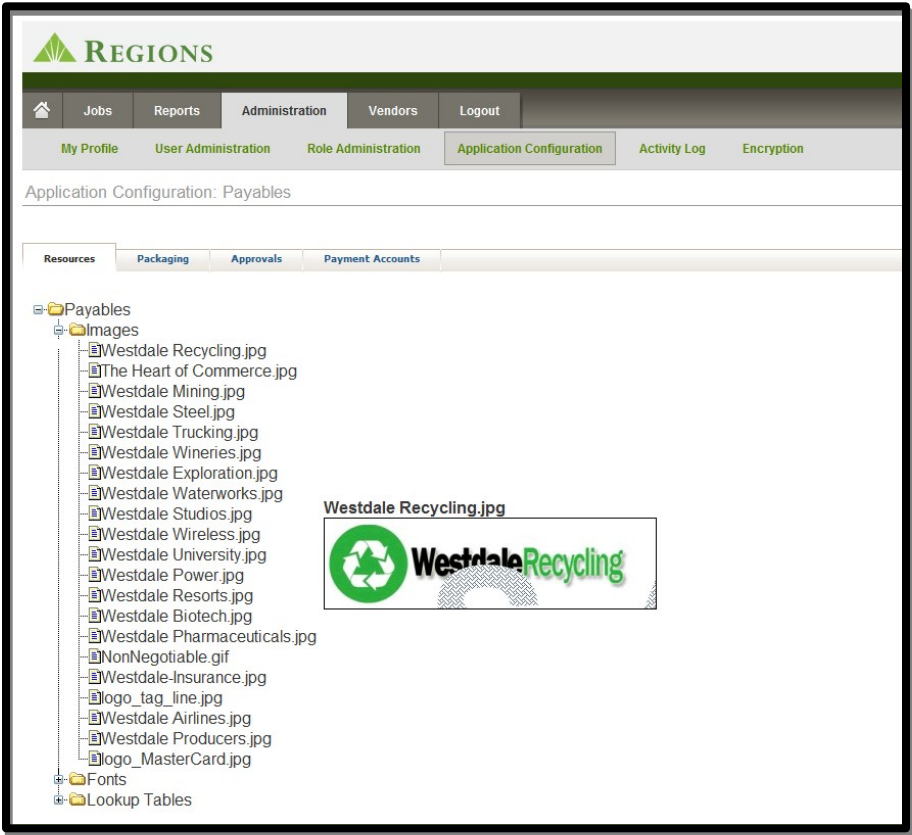 REGIONS
Jobs Reports Administration Vendors Logout
My Profile User Administration Role Administration Application Configuration Activity Log Encryption
Application Configuration: Payables
Resources Packaging Approvals Payment Accounts
Payables
Images
Westdale Recycling.jpg
The Heart of Commerce.jpg
Westdale Mining.jpg
Westdale Steel.jpg
Westdale Trucking.jpg
Westdale Wineries.jpg
Westdale Exploration.jpg
Westdale Waterworks.jpg
Westdale Studios.jpg
Westdale Wireless.jpg
Westdale University.jpg
Westdale Power.jpg
Westdale Resorts.jpg
Westdale Biotech.jpg
Westdale Pharmaceuticals.jpg
NonNegotiable.gif
Westdale-Insurance.jpg
logo_tag_line.jpg
Westdale Airlines.jpg
Westdale Producers.jpg
logo_MasterCard.jpg
Fonts
Lookup Tables
Westdale Recycling.jpg
WestdaleRecycling